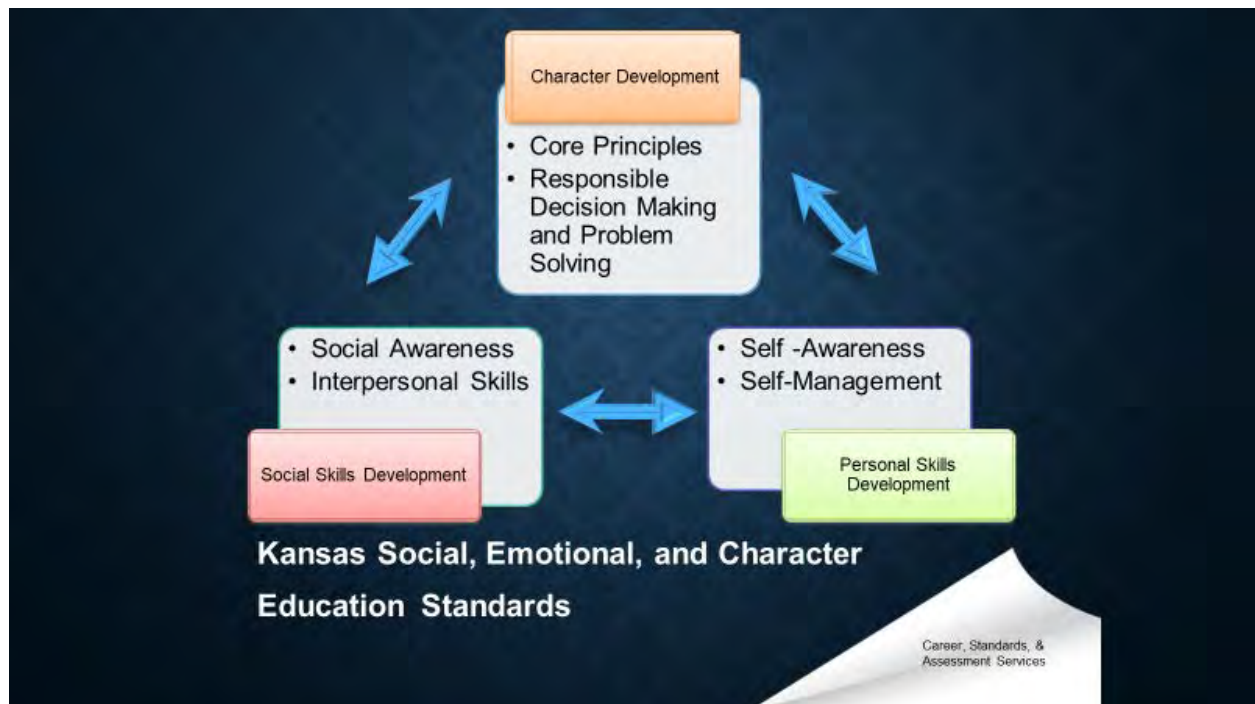 Character Development
• Core Principles
• Responsible
Decision Making
and Problem
Solving
• Social Awareness
• Interpersonal Skills
Social Skills Development
• Self -Awareness
• Self-Management
Personal Skills
Development
Kansas Social, Emotional, and Character
Education Standards
Career, Standards, &
Assessment Services